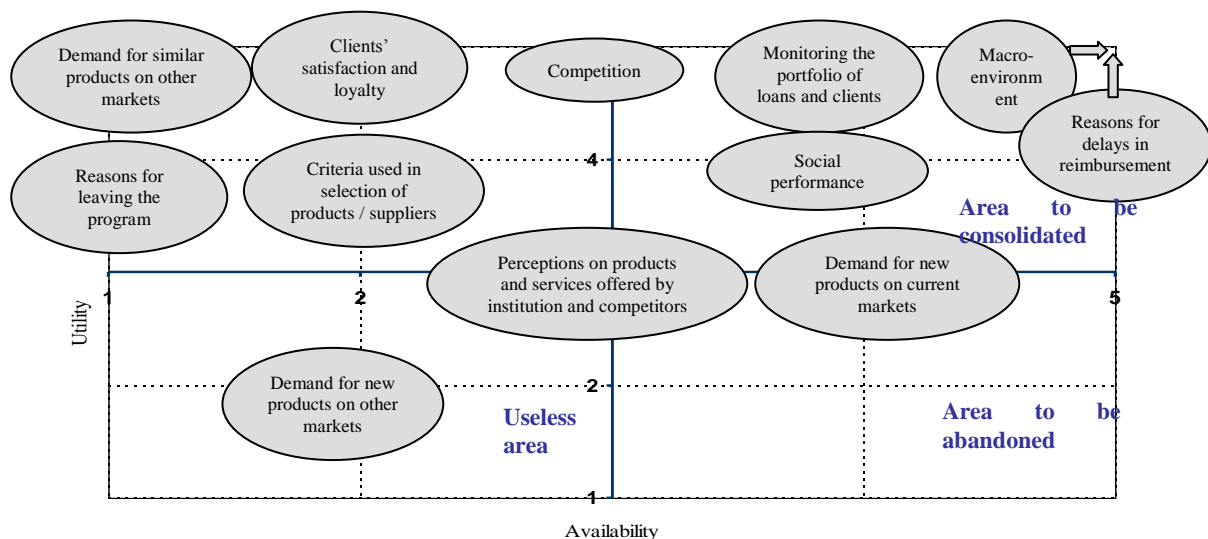 Demand for similar
products on other
markets
Clients’
satisfaction and
loyalty
Competition
Monitoring the
portfolio of
loans and clients
Macro-
environm
ent
Reasons for
delays in
reimbursement
Reasons for
leaving the
program
Criteria used in
selection of
products / suppliers
4
Social
performance
Area to be
consolidated
Perceptions on products
and services offered by
institution and competitors
Demand for new
products on current
markets
1
2
5
Utility
Demand for new
products on other
markets
2
Useless
area
Area to be
abandoned
1
Availability